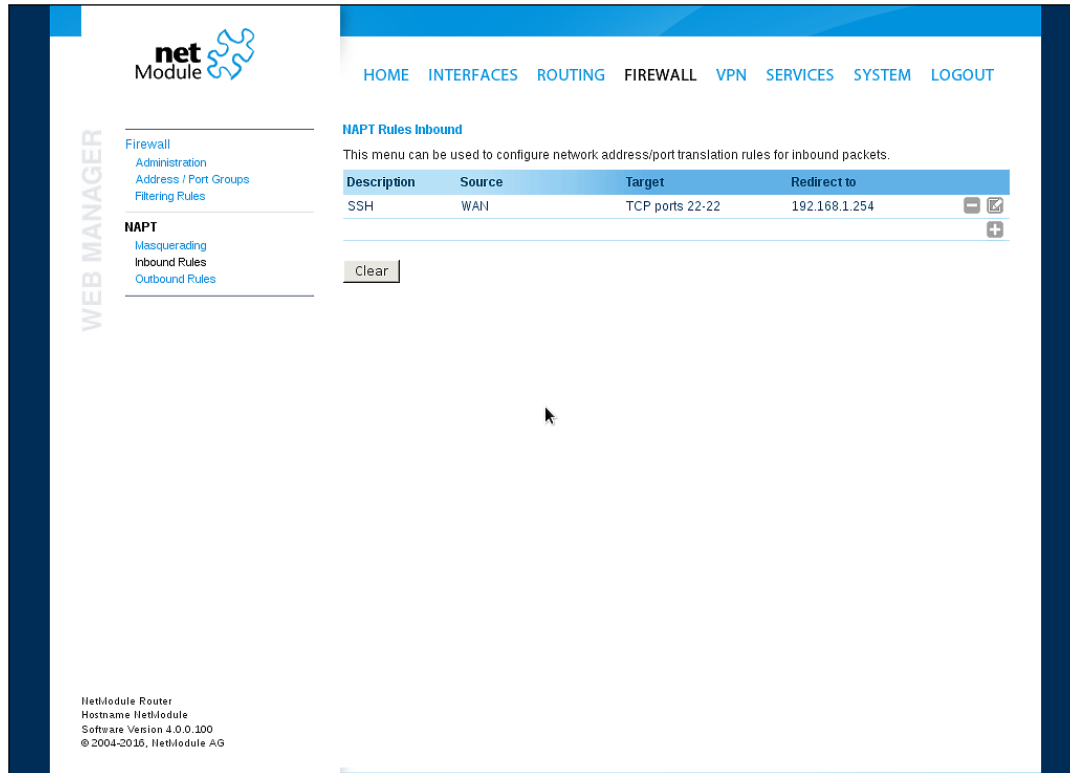 net
Module
HOME INTERFACES ROUTING FIREWALL VPN SERVICES SYSTEM LOGOUT
WEB MANAGER
Firewall
Administration
Address / Port Groups
Filtering Rules
NAPT
Masquerading
Inbound Rules
Outbound Rules
NAPT Rules Inbound
This menu can be used to configure network address/port translation rules for inbound packets.
Description Source Target Redirect to
SSH WAN TCP ports 22-22 192.168.1.254
Clear
NetModule Router
Hostname NetModule
Software Version 4.0.0.100
© 2004-2016, NetModule AG